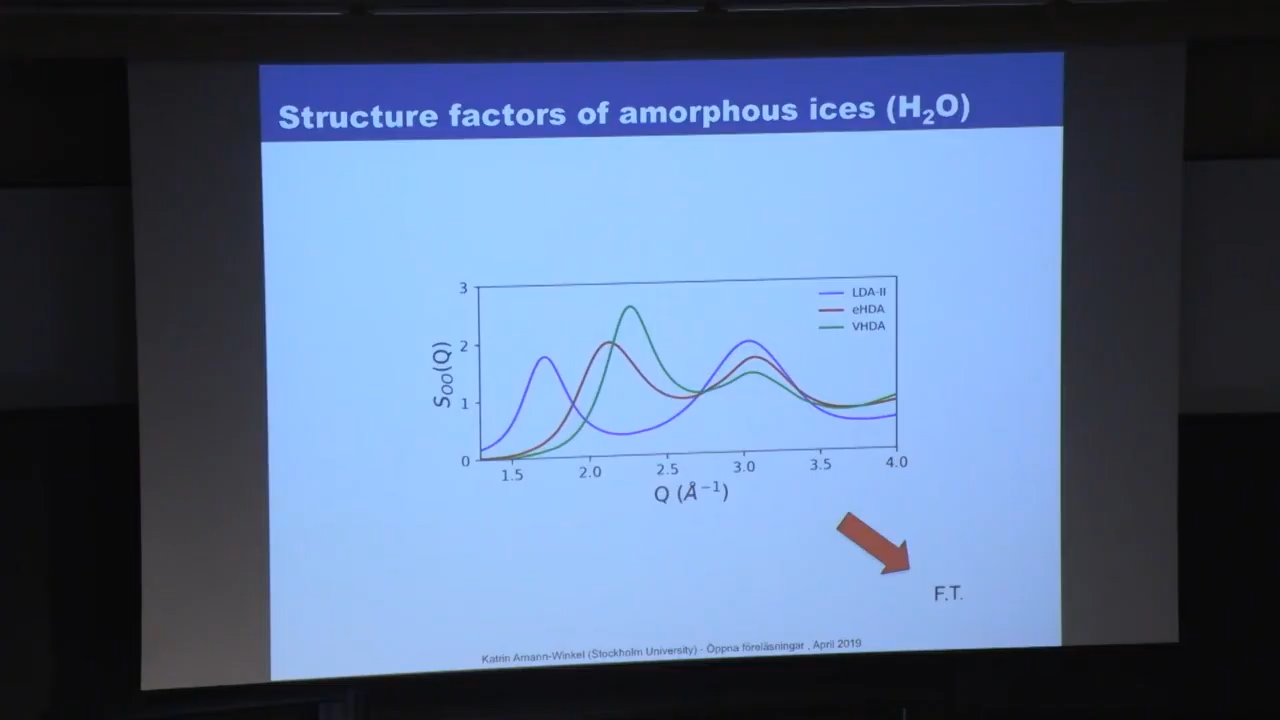 Structure factors of amorphous ices (H₂O)
3
2
1
0
S_OO(Q)
LDA-II
eHDA
VHDA
1.5 2.0 2.5 3.0 3.5 4.0
Q (Å⁻¹)
F.T.
Katrin Amann-Winkel (Stockholm University) - Öppna föreläsningar , April 2019